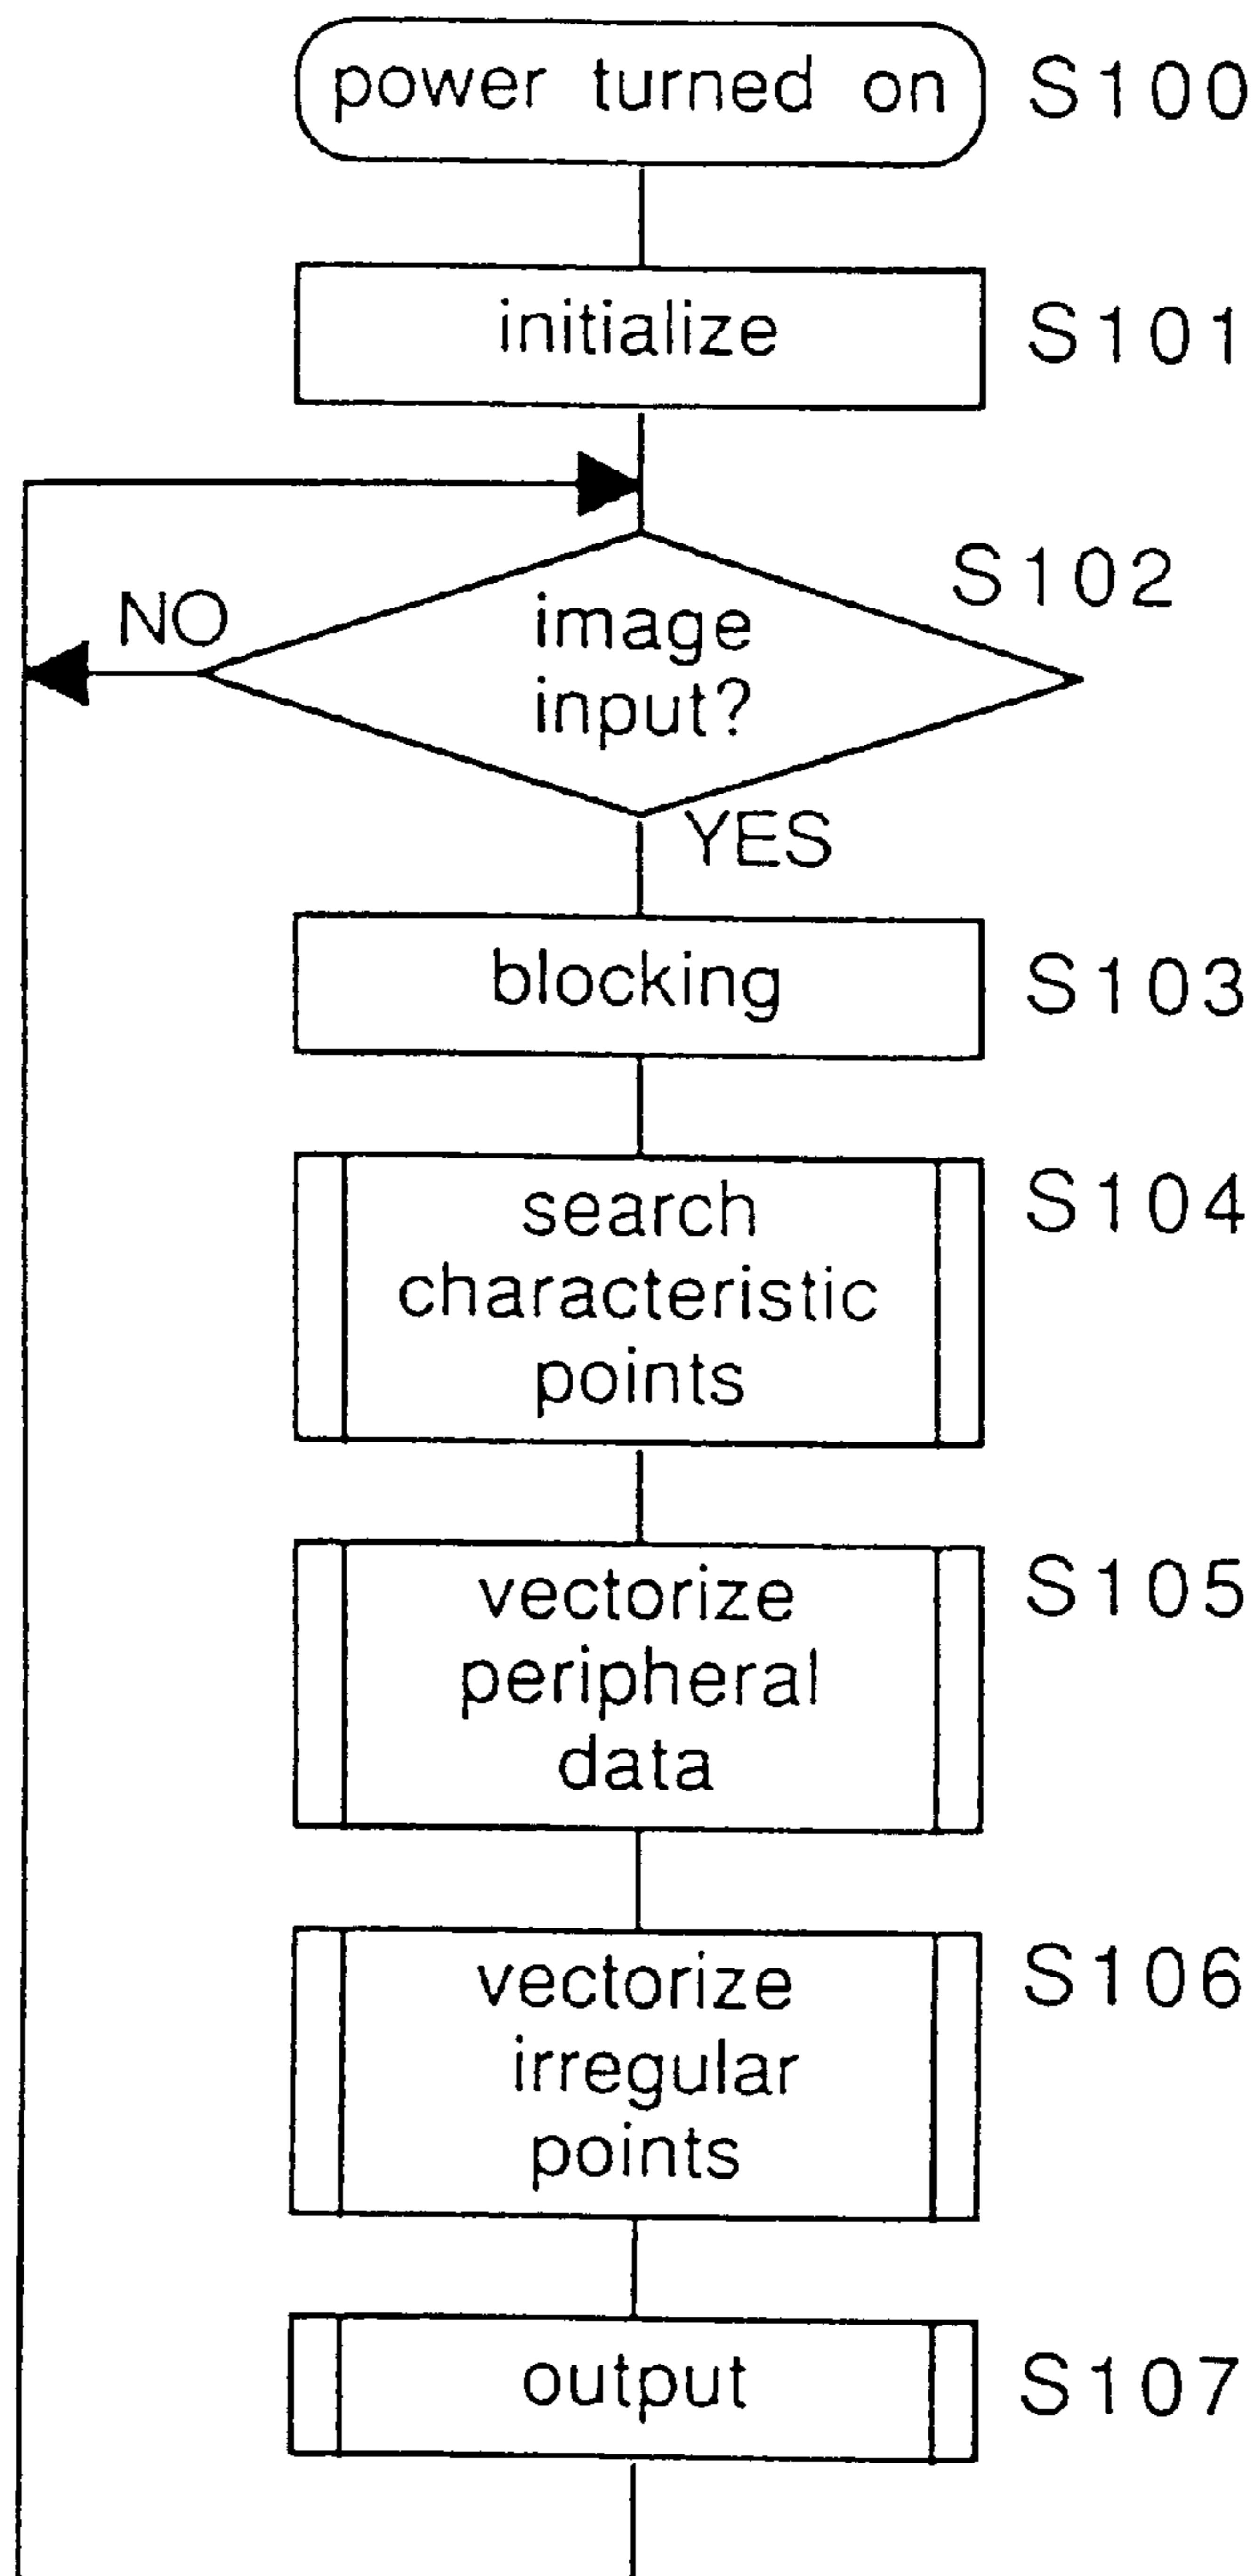 power turned on S100
initialize S101
S102
NO
image
input?
YES
blocking S103
search S104
characteristic
points
vectorize S105
peripheral
data
vectorize S106
irregular
points
output S107